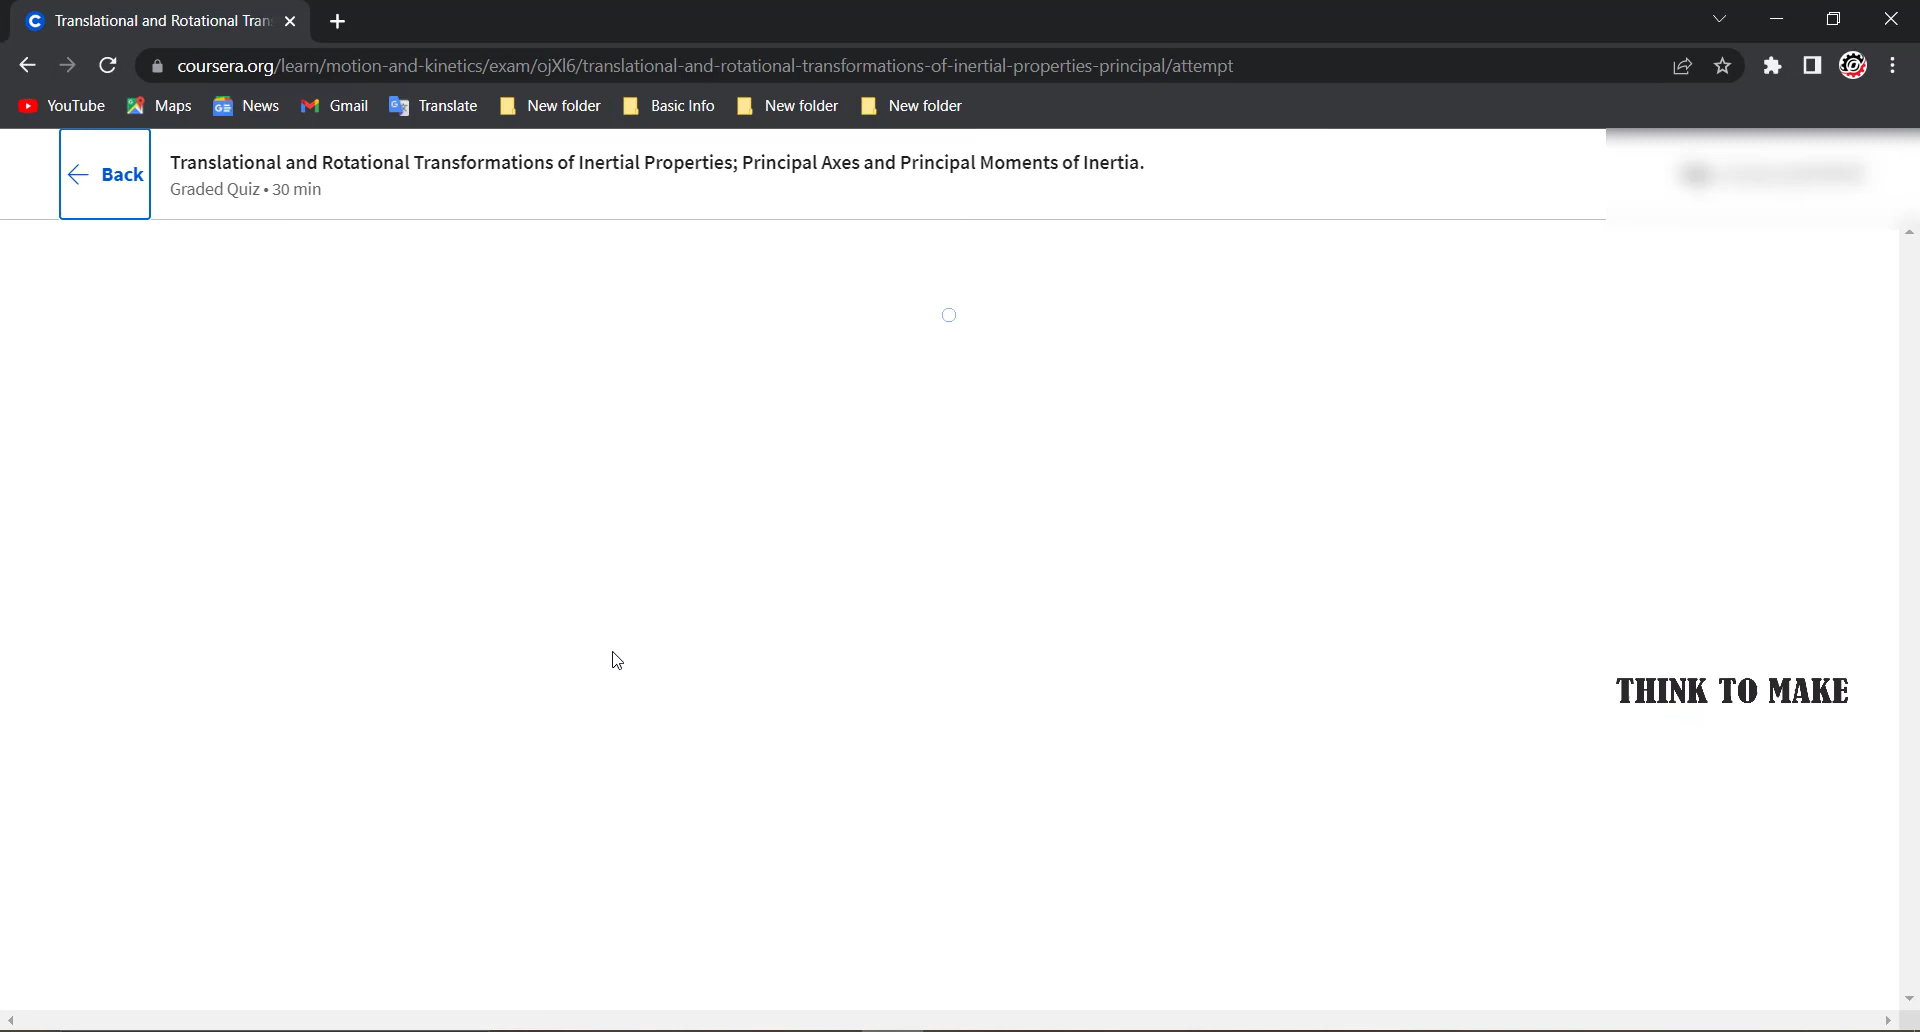 Translational and Rotational Tran
coursera.org/learn/motion-and-kinetics/exam/ojXl6/translational-and-rotational-transformations-of-inertial-properties-principal/attempt
YouTube Maps News Gmail Translate New folder Basic Info New folder New folder
Back
Translational and Rotational Transformations of Inertial Properties; Principal Axes and Principal Moments of Inertia.
Graded Quiz • 30 min
THINK TO MAKE